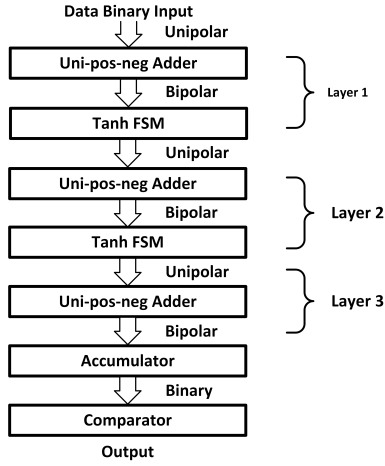 Data Binary Input
Unipolar
Uni-pos-neg Adder
Bipolar
Layer 1
Tanh FSM
Unipolar
Uni-pos-neg Adder
Bipolar
Layer 2
Tanh FSM
Unipolar
Uni-pos-neg Adder
Layer 3
Bipolar
Accumulator
Binary
Comparator
Output